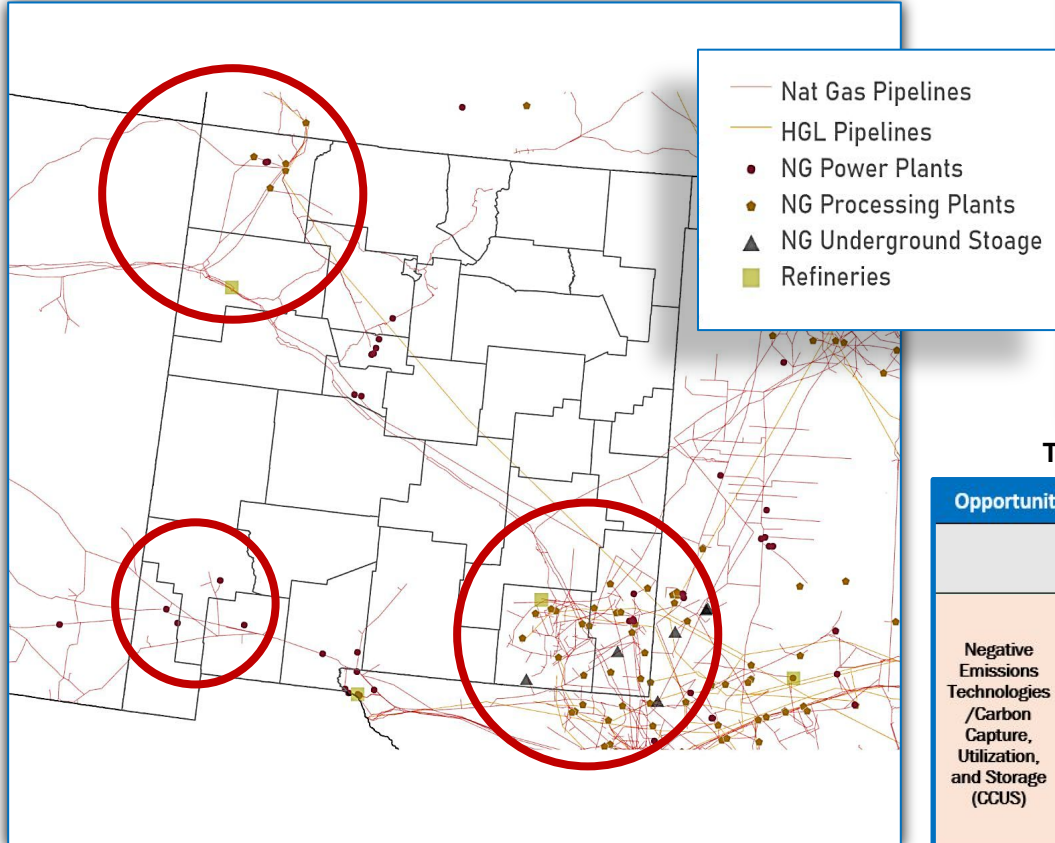 Nat Gas Pipelines
HGL Pipelines
NG Power Plants
NG Processing Plants
NG Underground Stoage
Refineries
T
Opportunit
Negative
Emissions
Technologies
/Carbon
Capture,
Utilization,
and Storage
(CCUS)